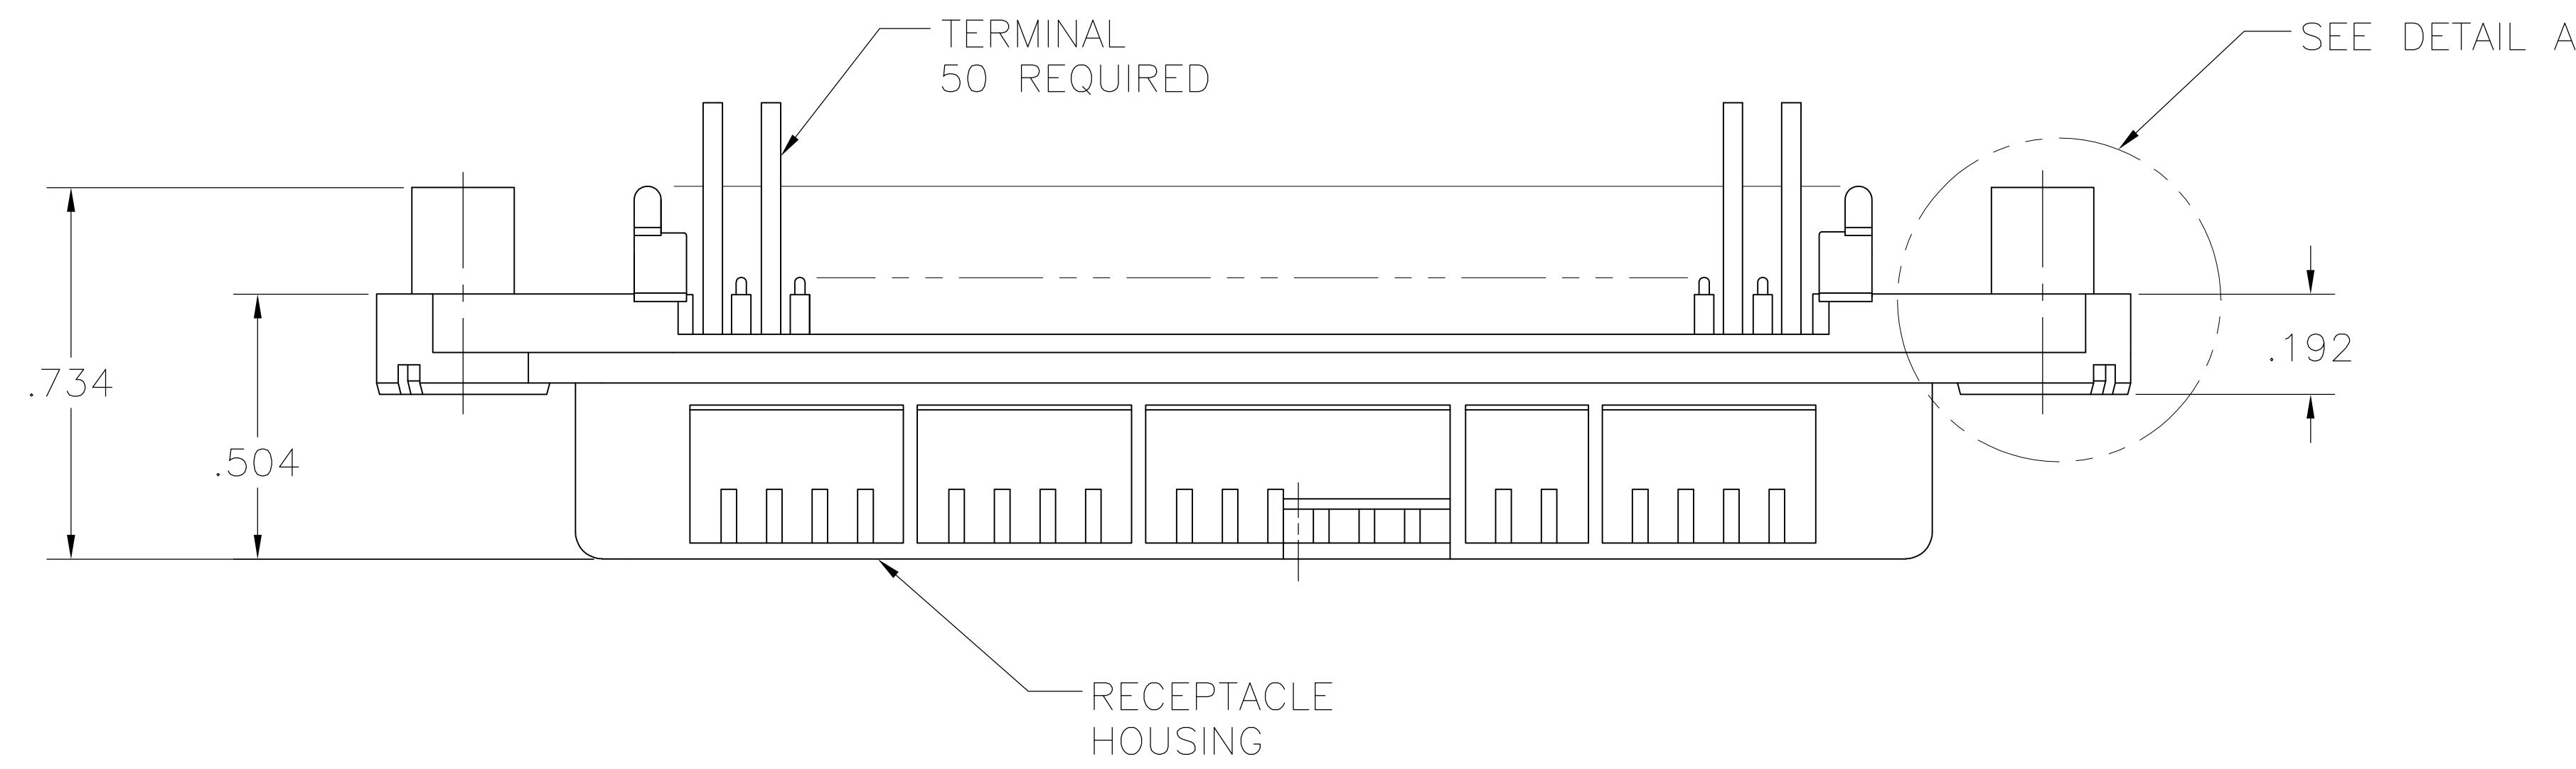 TERMINAL
50 REQUIRED
SEE DETAIL A
.734
.504
.192
RECEPTACLE
HOUSING